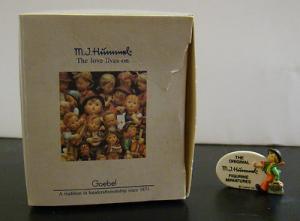 M.J.Hummel
The love lives on
Goebel
A tradition in handcraftsmanship since 1871
THE
ORIGINAL
M.J.Hummel
FIGURINE
MINIATURES